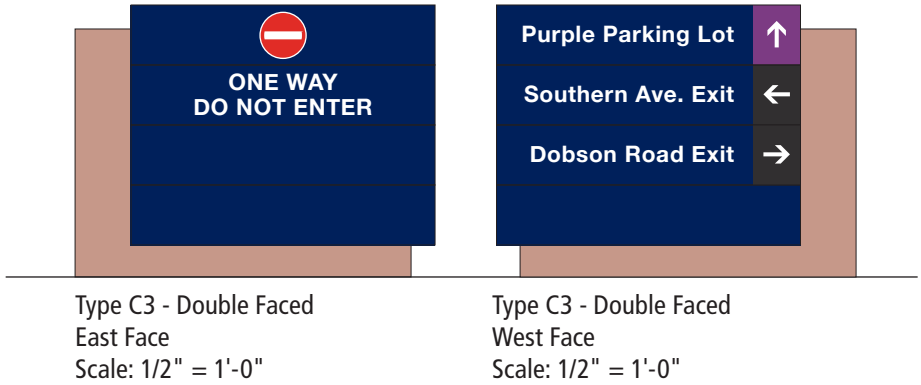 ONE WAY
DO NOT ENTER
Purple Parking Lot ↑
Southern Ave. Exit ←
Dobson Road Exit →
Type C3 - Double Faced
East Face
Scale: 1/2" = 1'-0"
Type C3 - Double Faced
West Face
Scale: 1/2" = 1'-0"